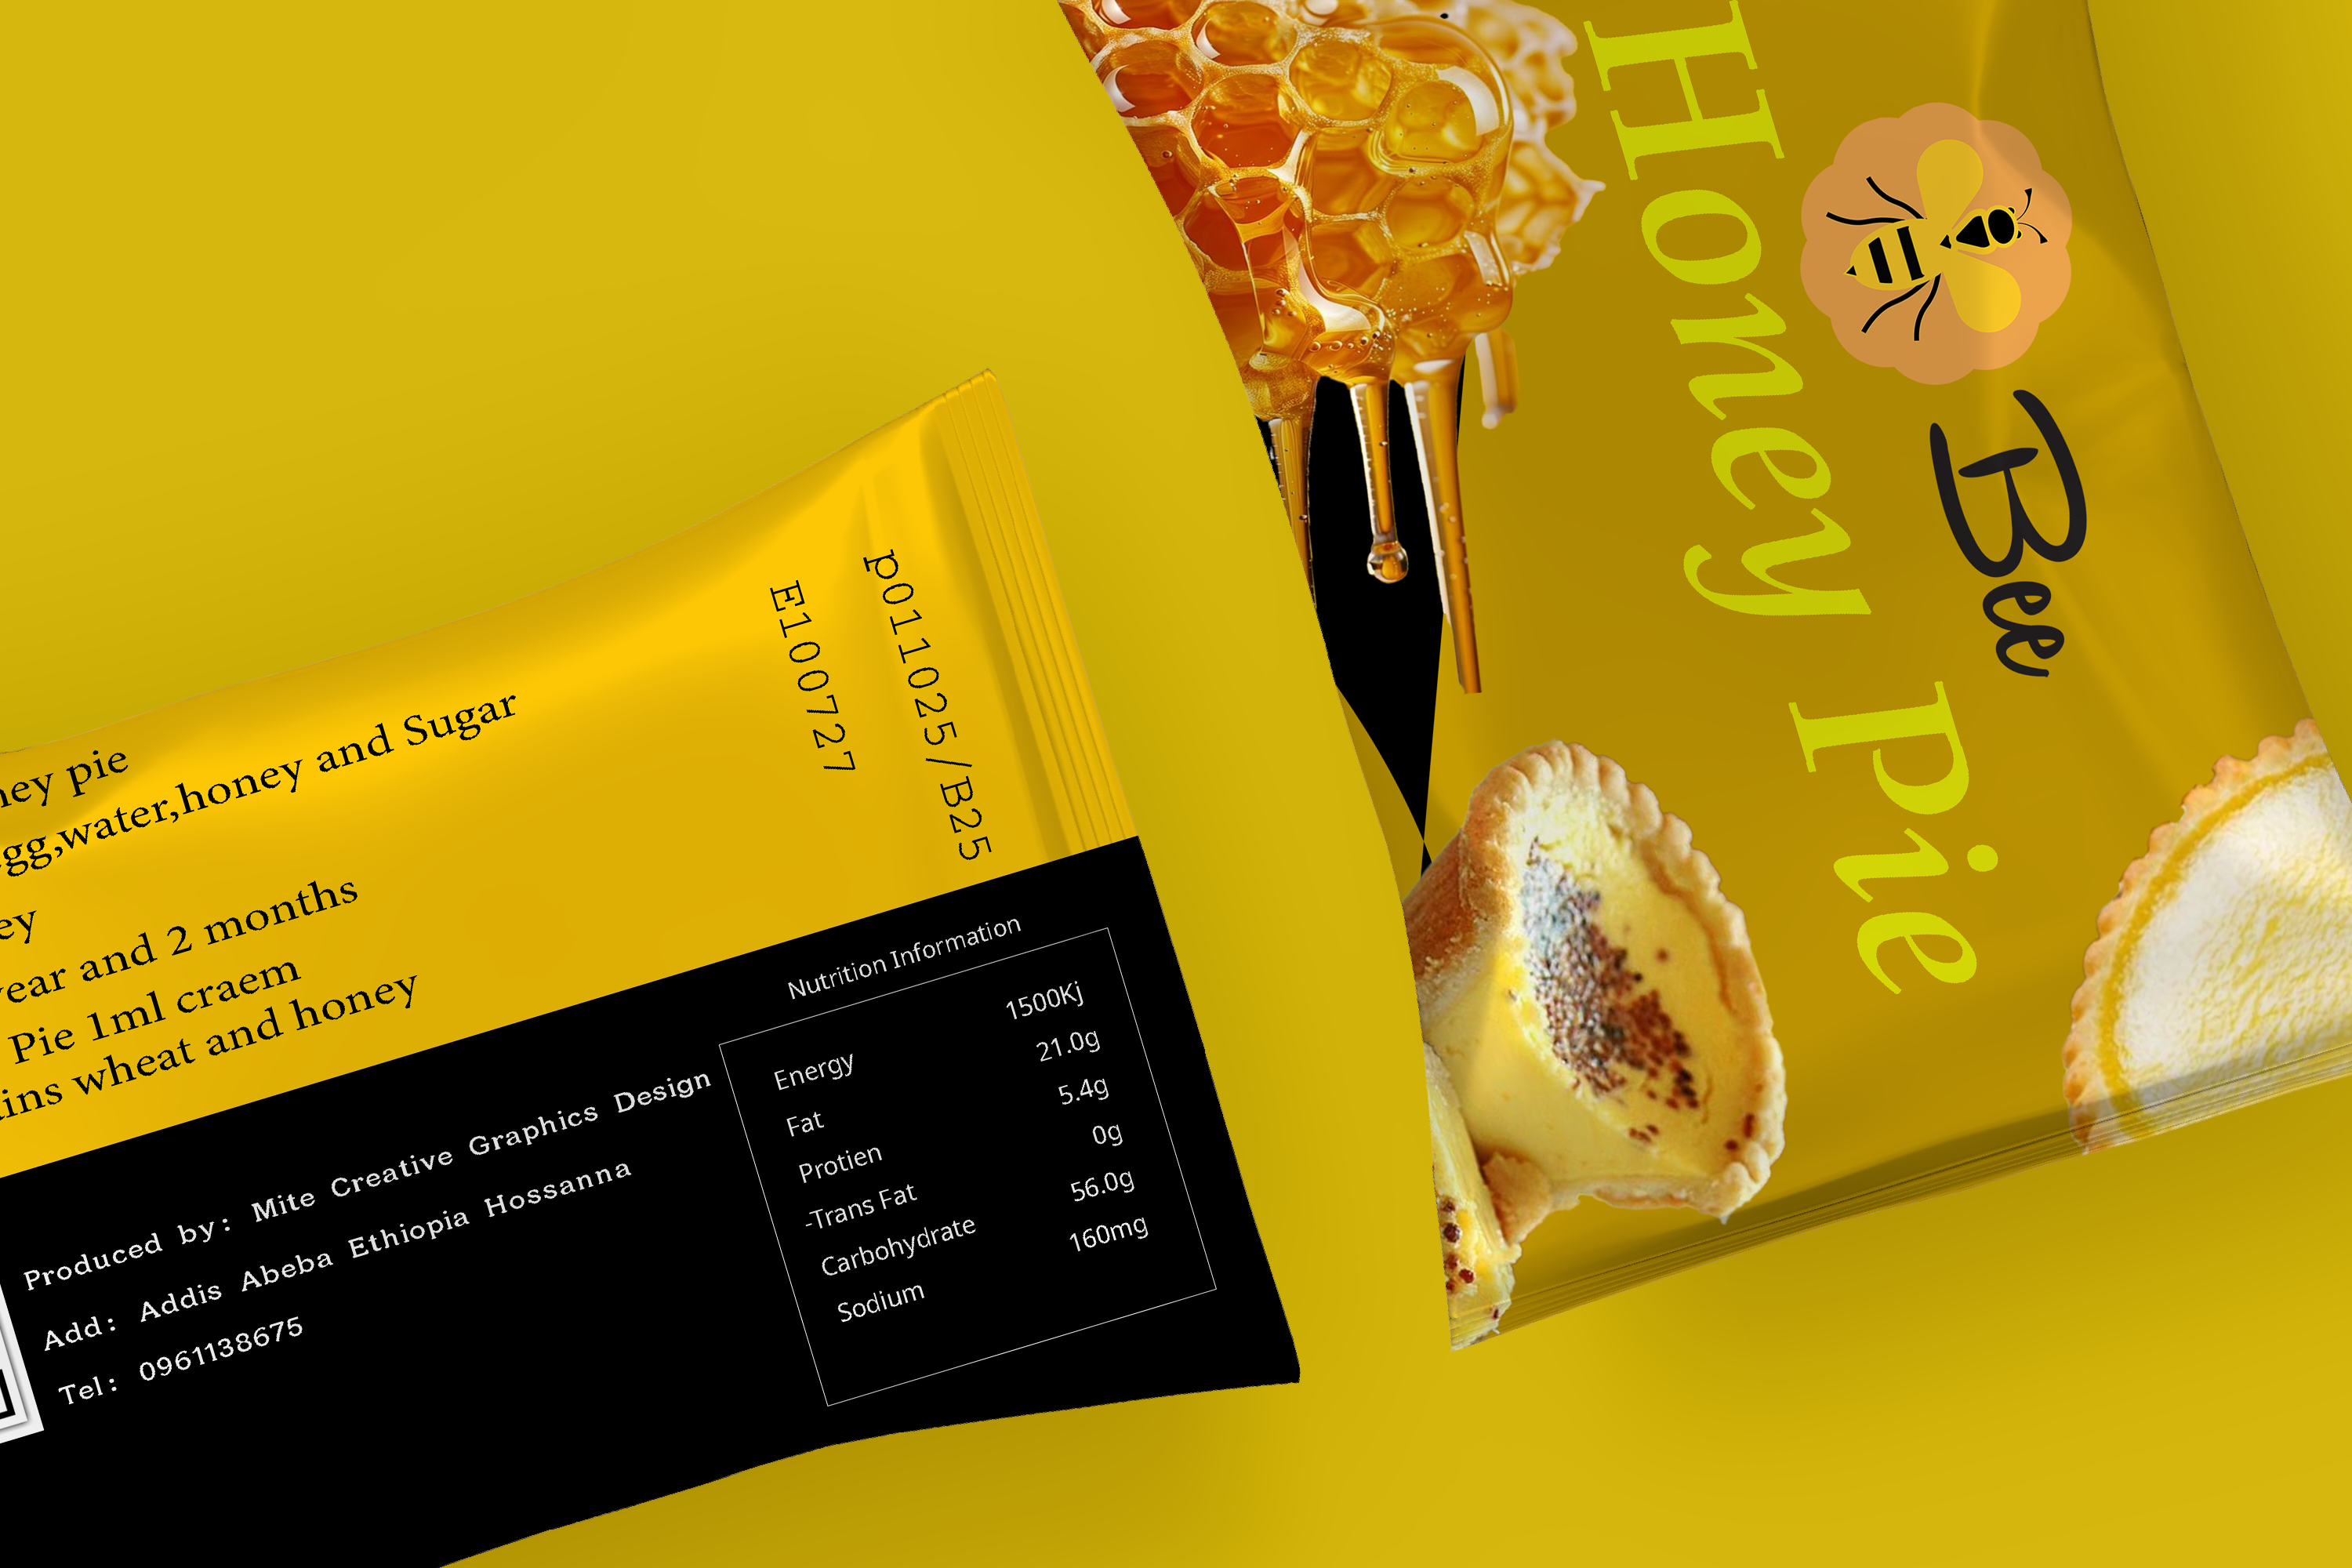 ney pie
gg,water,honey and Sugar
ey
year and 2 months
Pie 1ml craem
ins wheat and honey
p011025/B25
E100727
Produced by: Mite Creative Graphics Design
Add: Addis Abeba Ethiopia Hossanna
Tel: 0961138675
Nutrition Information
Energy 1500Kj
Fat 21.0g
Protien 5.4g
-Trans Fat 0g
Carbohydrate 56.0g
Sodium 160mg
Bee
Honey Pie